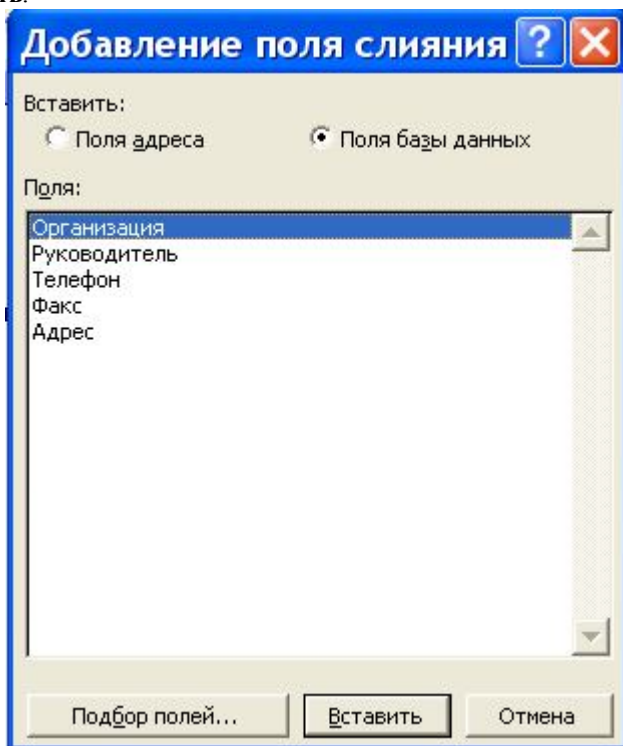 ть.
Добавление поля слияния
Вставить:
Поля адреса Поля базы данных
Поля:
Организация
Руководитель
Телефон
Факс
Адрес
Подбор полей... Вставить Отмена